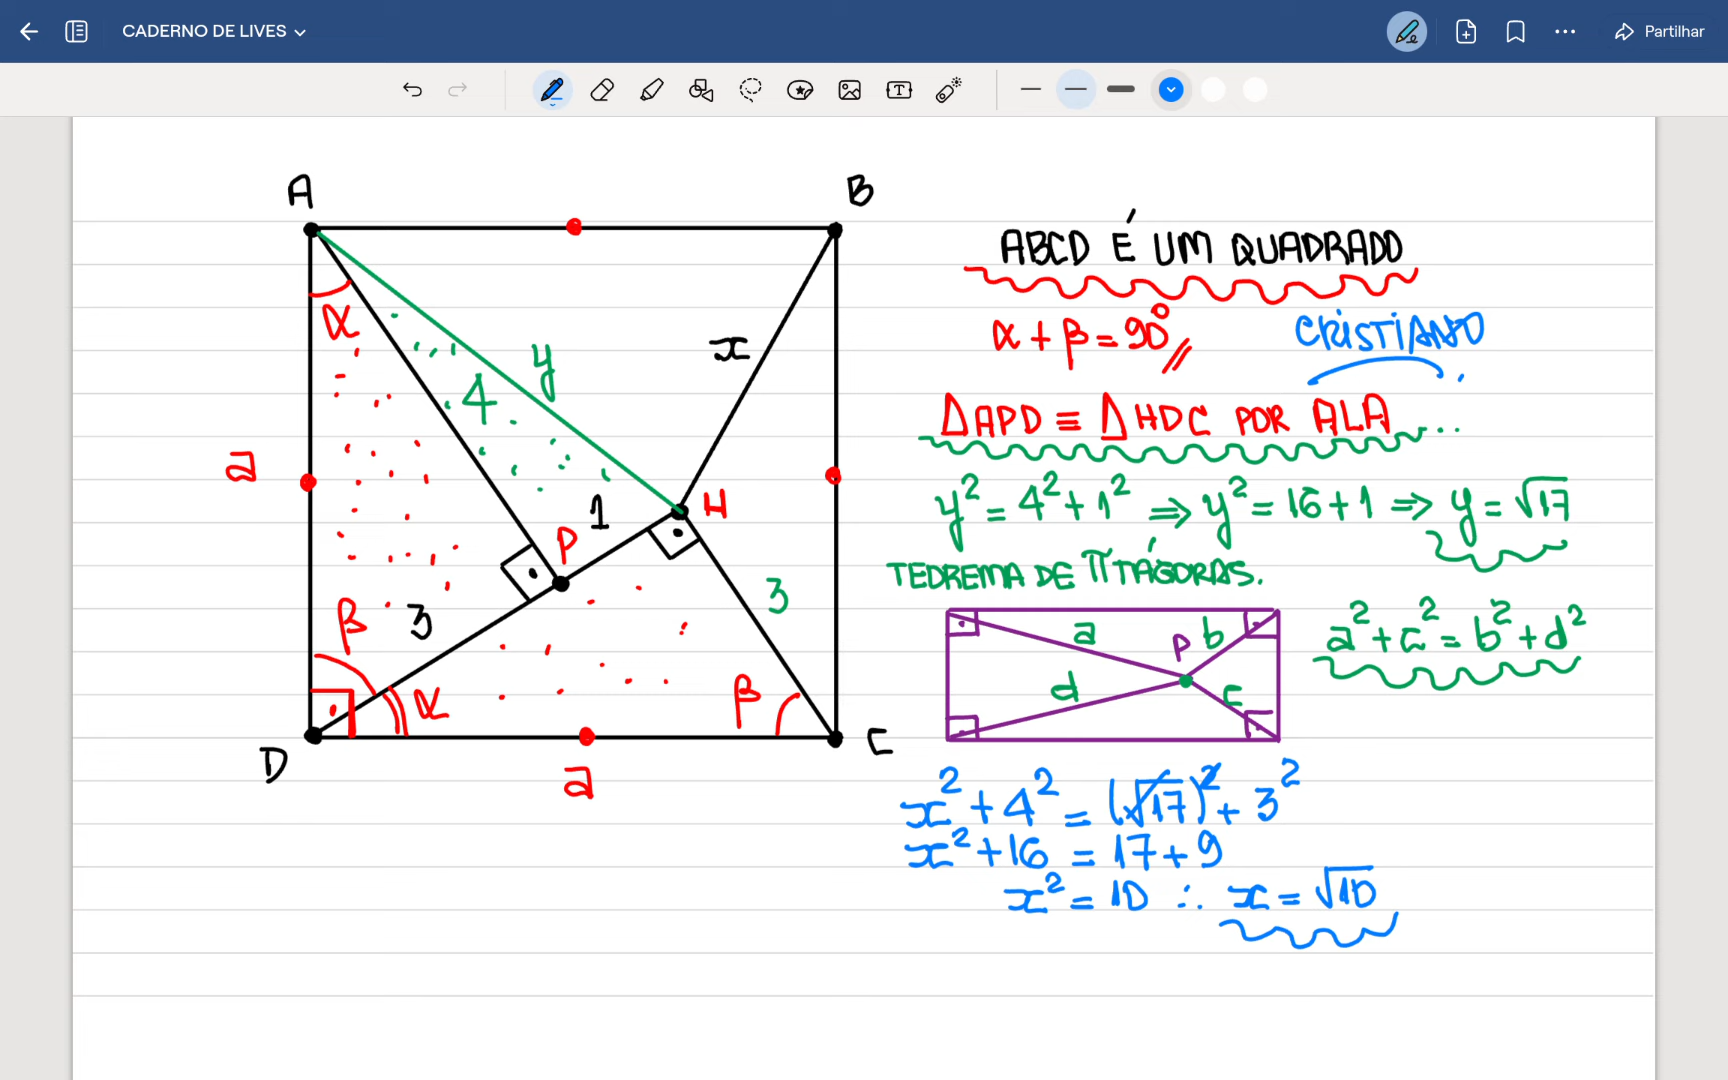 CADERNO DE LIVES
Partilhar
A
B
ABCD É UM QUADRADO
α
α + β = 90°
CRISTIANO
x
y
4
ΔAPD ≡ ΔHDC POR ALA...
a
1
H
y² = 4² + 1² ⇒ y² = 16 + 1 ⇒ y = √17
P
TEOREMA DE πTÁGORAS.
3
β
3
a
b
P
a² + c² = b² + d²
d
c
α
β
D
C
a
x² + 4² = (√17)² + 3²
x² + 16 = 17 + 9
x² = 10 ∴ x = √10